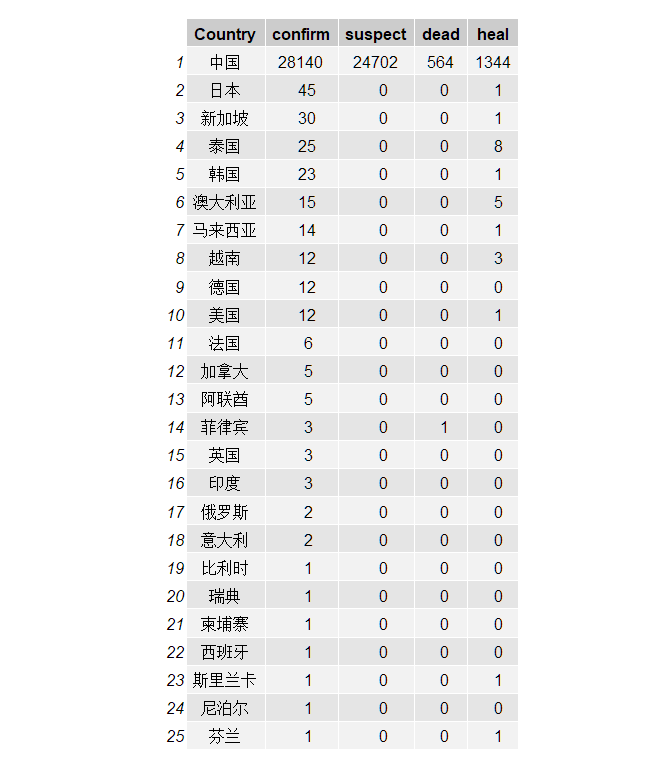 Country confirm suspect dead heal
1 中国 28140 24702 564 1344
2 日本 45 0 0 1
3 新加坡 30 0 0 1
4 泰国 25 0 0 8
5 韩国 23 0 0 1
6 澳大利亚 15 0 0 5
7 马来西亚 14 0 0 1
8 越南 12 0 0 3
9 德国 12 0 0 0
10 美国 12 0 0 1
11 法国 6 0 0 0
12 加拿大 5 0 0 0
13 阿联酋 5 0 0 0
14 菲律宾 3 0 1 0
15 英国 3 0 0 0
16 印度 3 0 0 0
17 俄罗斯 2 0 0 0
18 意大利 2 0 0 0
19 比利时 1 0 0 0
20 瑞典 1 0 0 0
21 柬埔寨 1 0 0 0
22 西班牙 1 0 0 0
23 斯里兰卡 1 0 0 1
24 尼泊尔 1 0 0 0
25 芬兰 1 0 0 1